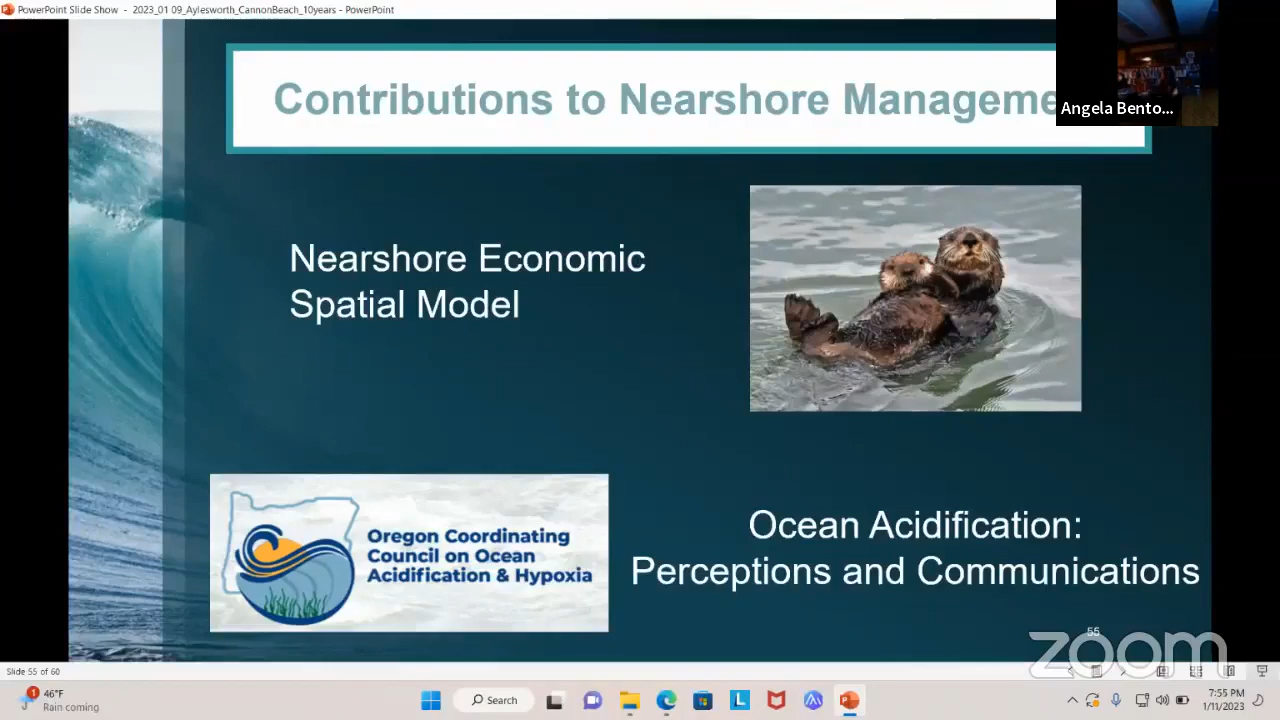 PowerPoint Slide Show - 2023_01 09_Aylesworth_CannonBeach_10years - PowerPoint
Contributions to Nearshore Manageme
Angela Bento...
Nearshore Economic
Spatial Model
Oregon Coordinating
Council on Ocean
Acidification & Hypoxia
Ocean Acidification:
Perceptions and Communications
55
zoom
Slide 55 of 60
1
46°F
Rain coming
Search
L
7:55 PM
1/11/2023